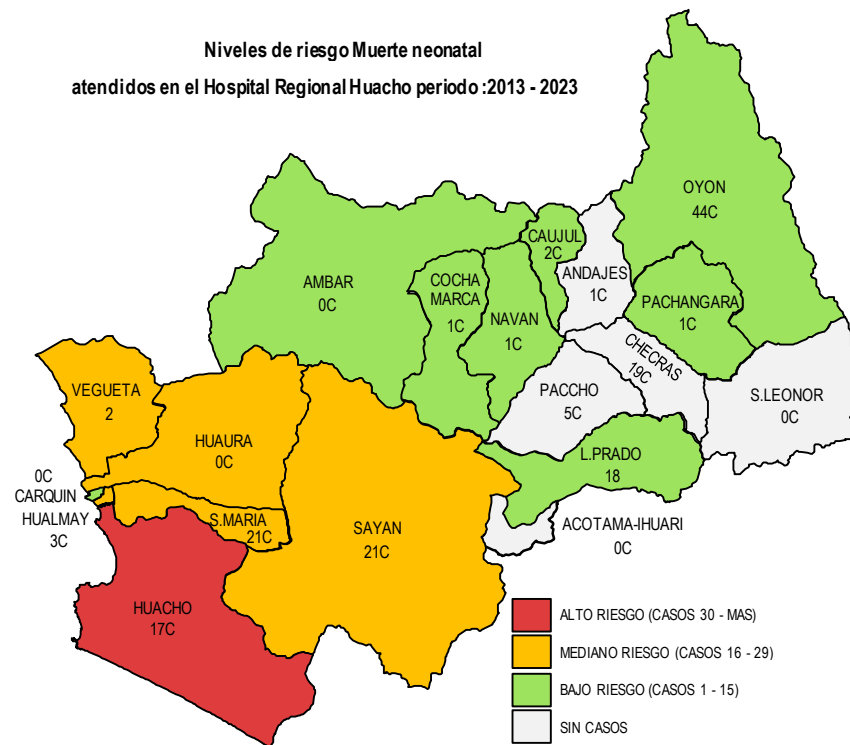 Niveles de riesgo Muerte neonatal
atendidos en el Hospital Regional Huacho periodo :2013 - 2023
OYON
44C
CAUJUL
2C
ANDAJES
1C
AMBAR
0C
COCHA
MARCA
1C
NAVAN
1C
PACHANGARA
1C
CHECRAS
19C
VEGUETA
2
PACCHO
5C
S.LEONOR
0C
HUAURA
0C
L.PRADO
18
0C
CARQUIN
HUALMAY
3C
S.MARIA
21C
SAYAN
21C
ACOTAMA-IHUARI
0C
HUACHO
17C
ALTO RIESGO (CASOS 30 - MAS)
MEDIANO RIESGO (CASOS 16 - 29)
BAJO RIESGO (CASOS 1 - 15)
SIN CASOS